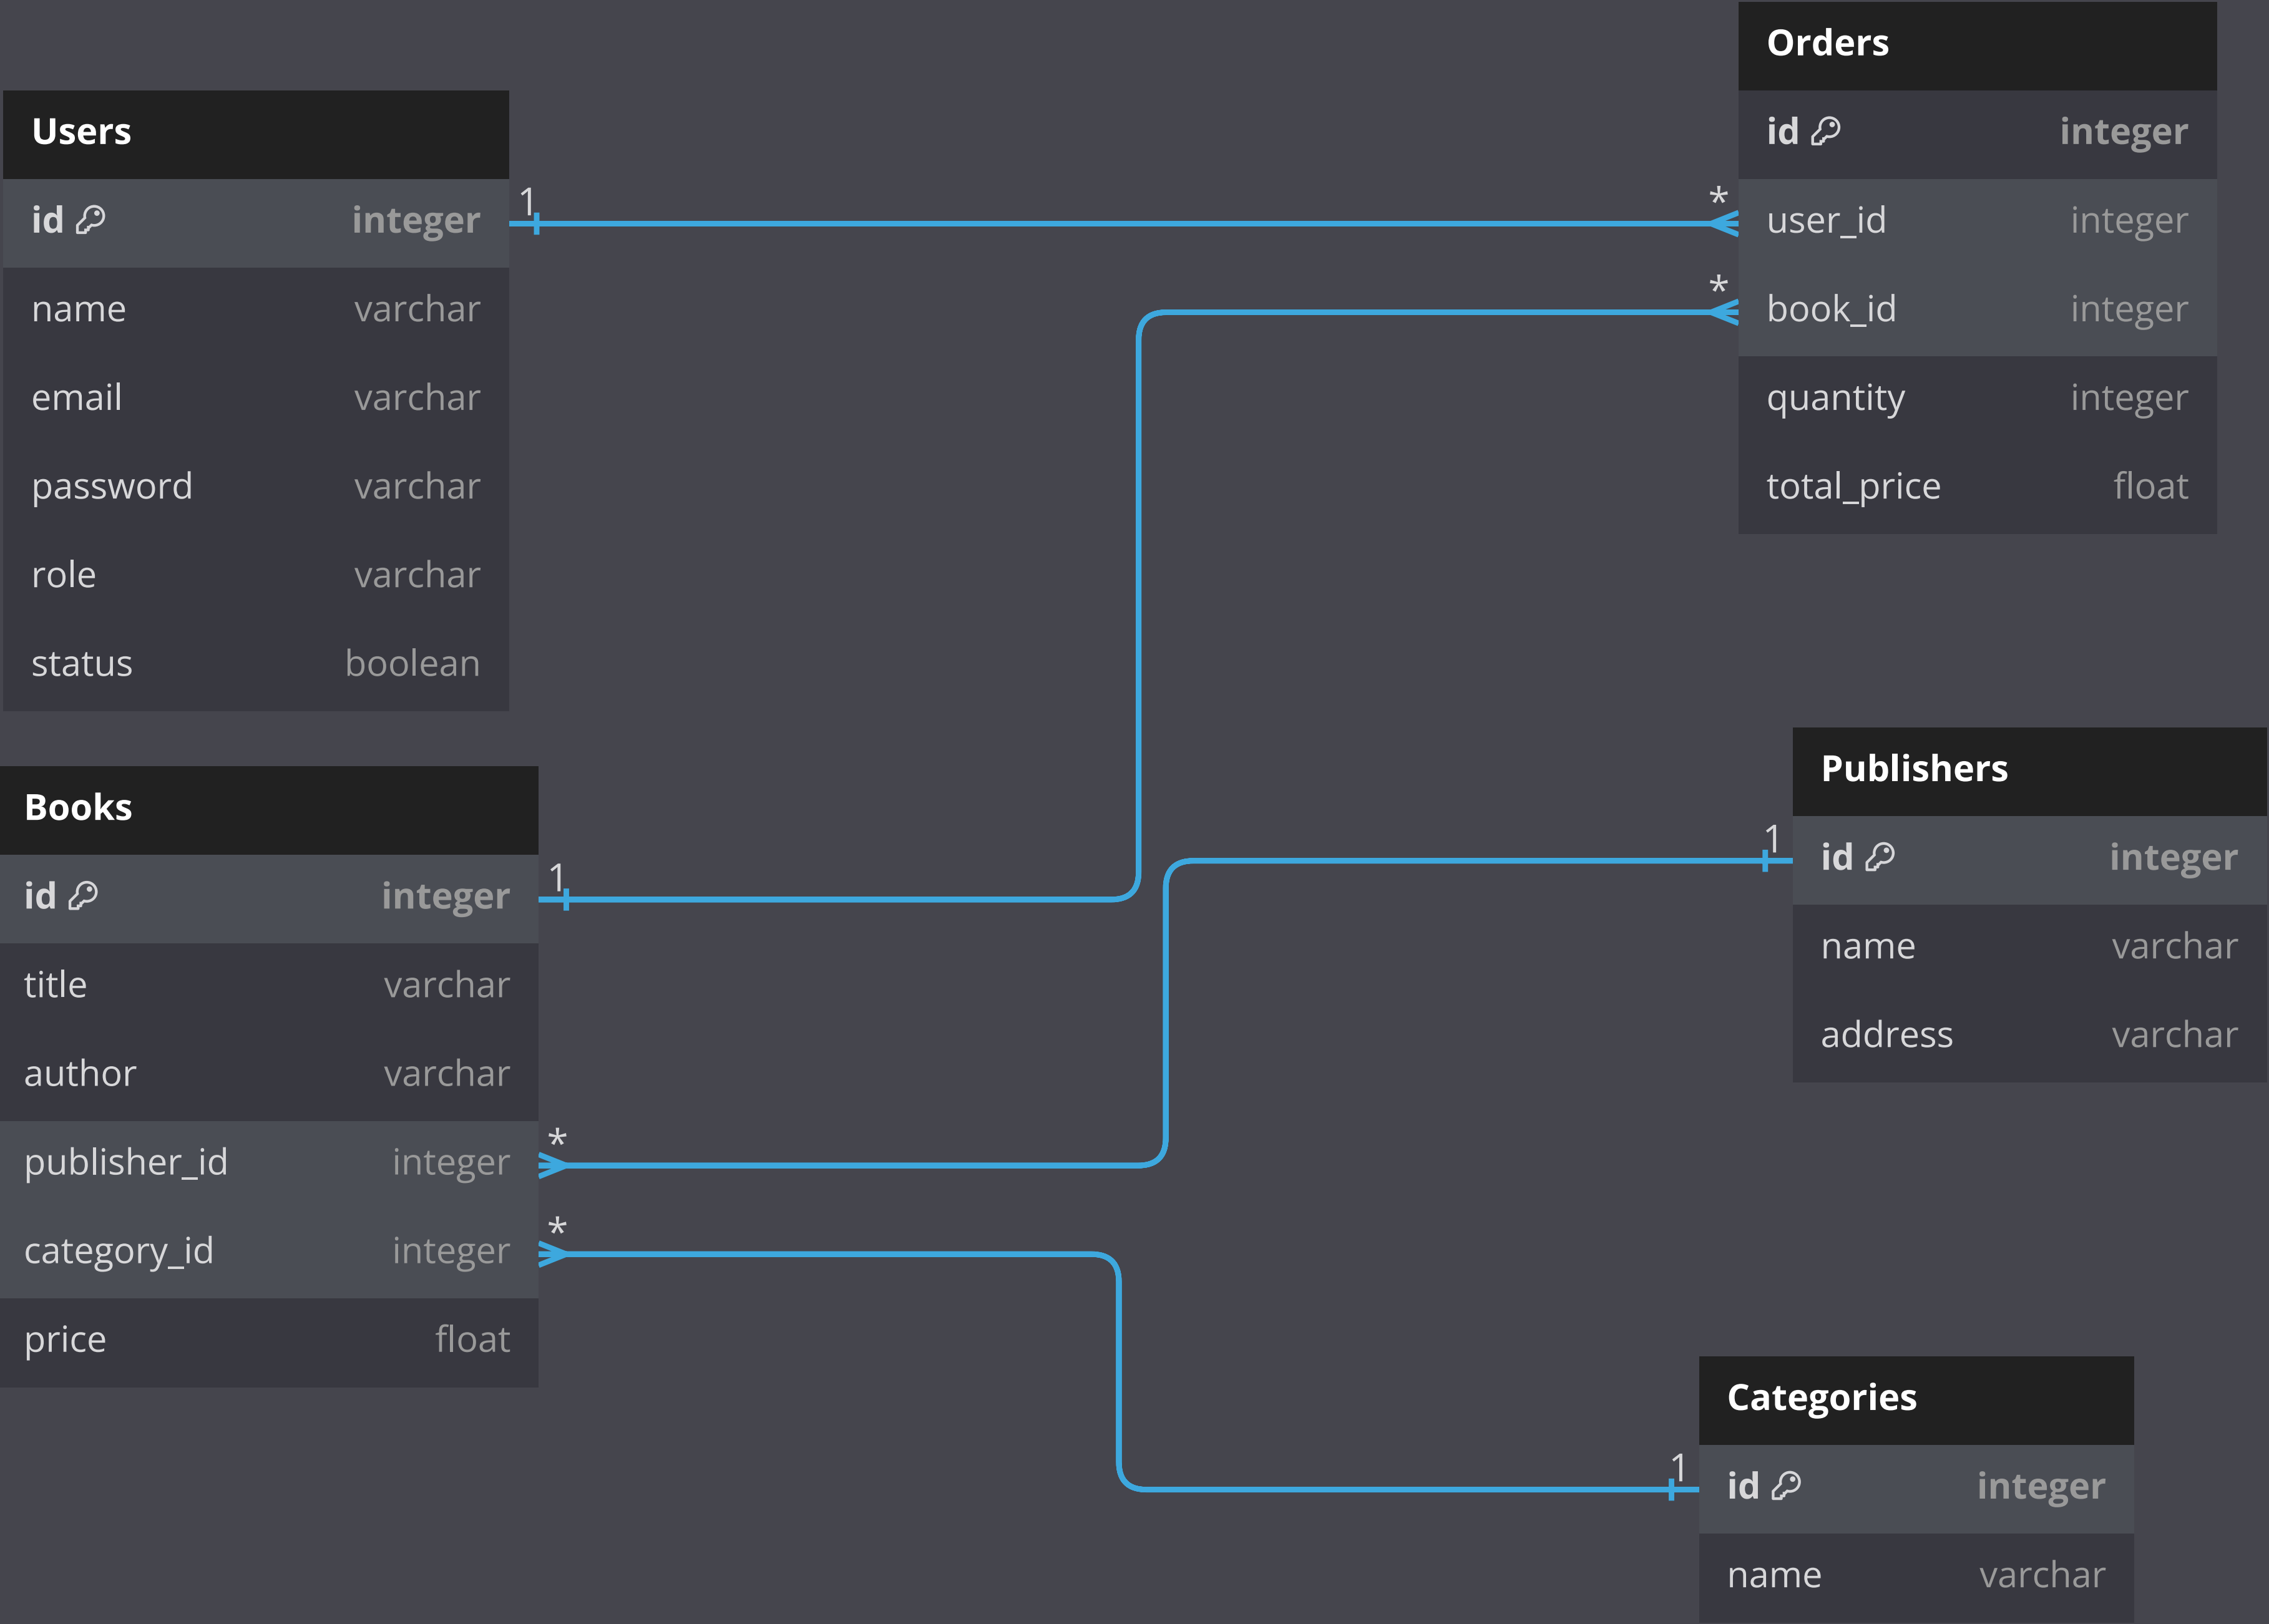 Users
id integer
name varchar
email varchar
password varchar
role varchar
status boolean
1
*
Orders
id integer
user_id integer
book_id integer
quantity integer
total_price float
*
Books
id integer
title varchar
author varchar
publisher_id integer
category_id integer
price float
1
*
*
Publishers
id integer
name varchar
address varchar
1
Categories
id integer
name varchar
1